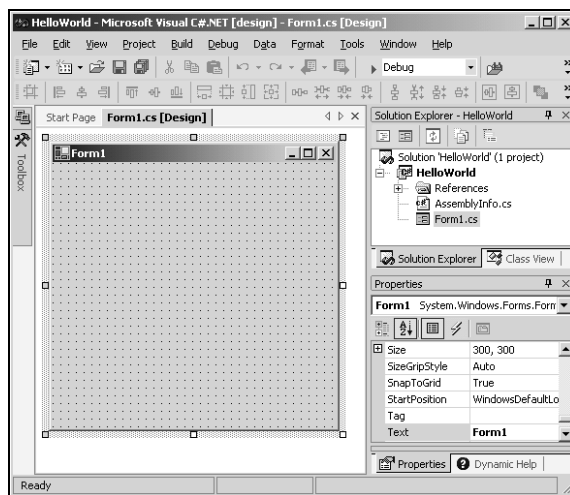 HelloWorld - Microsoft Visual C#.NET [design] - Form1.cs [Design]
File Edit View Project Build Debug Data Format Tools Window Help
Debug
Start Page Form1.cs [Design]
Solution Explorer - HelloWorld
Toolbox
Form1
Solution 'HelloWorld' (1 project)
HelloWorld
References
AssemblyInfo.cs
Form1.cs
Solution Explorer Class View
Properties
Form1 System.Windows.Forms.Form
Size 300, 300
SizeGripStyle Auto
SnapToGrid True
StartPosition WindowsDefaultLo
Tag
Text Form1
Properties Dynamic Help
Ready